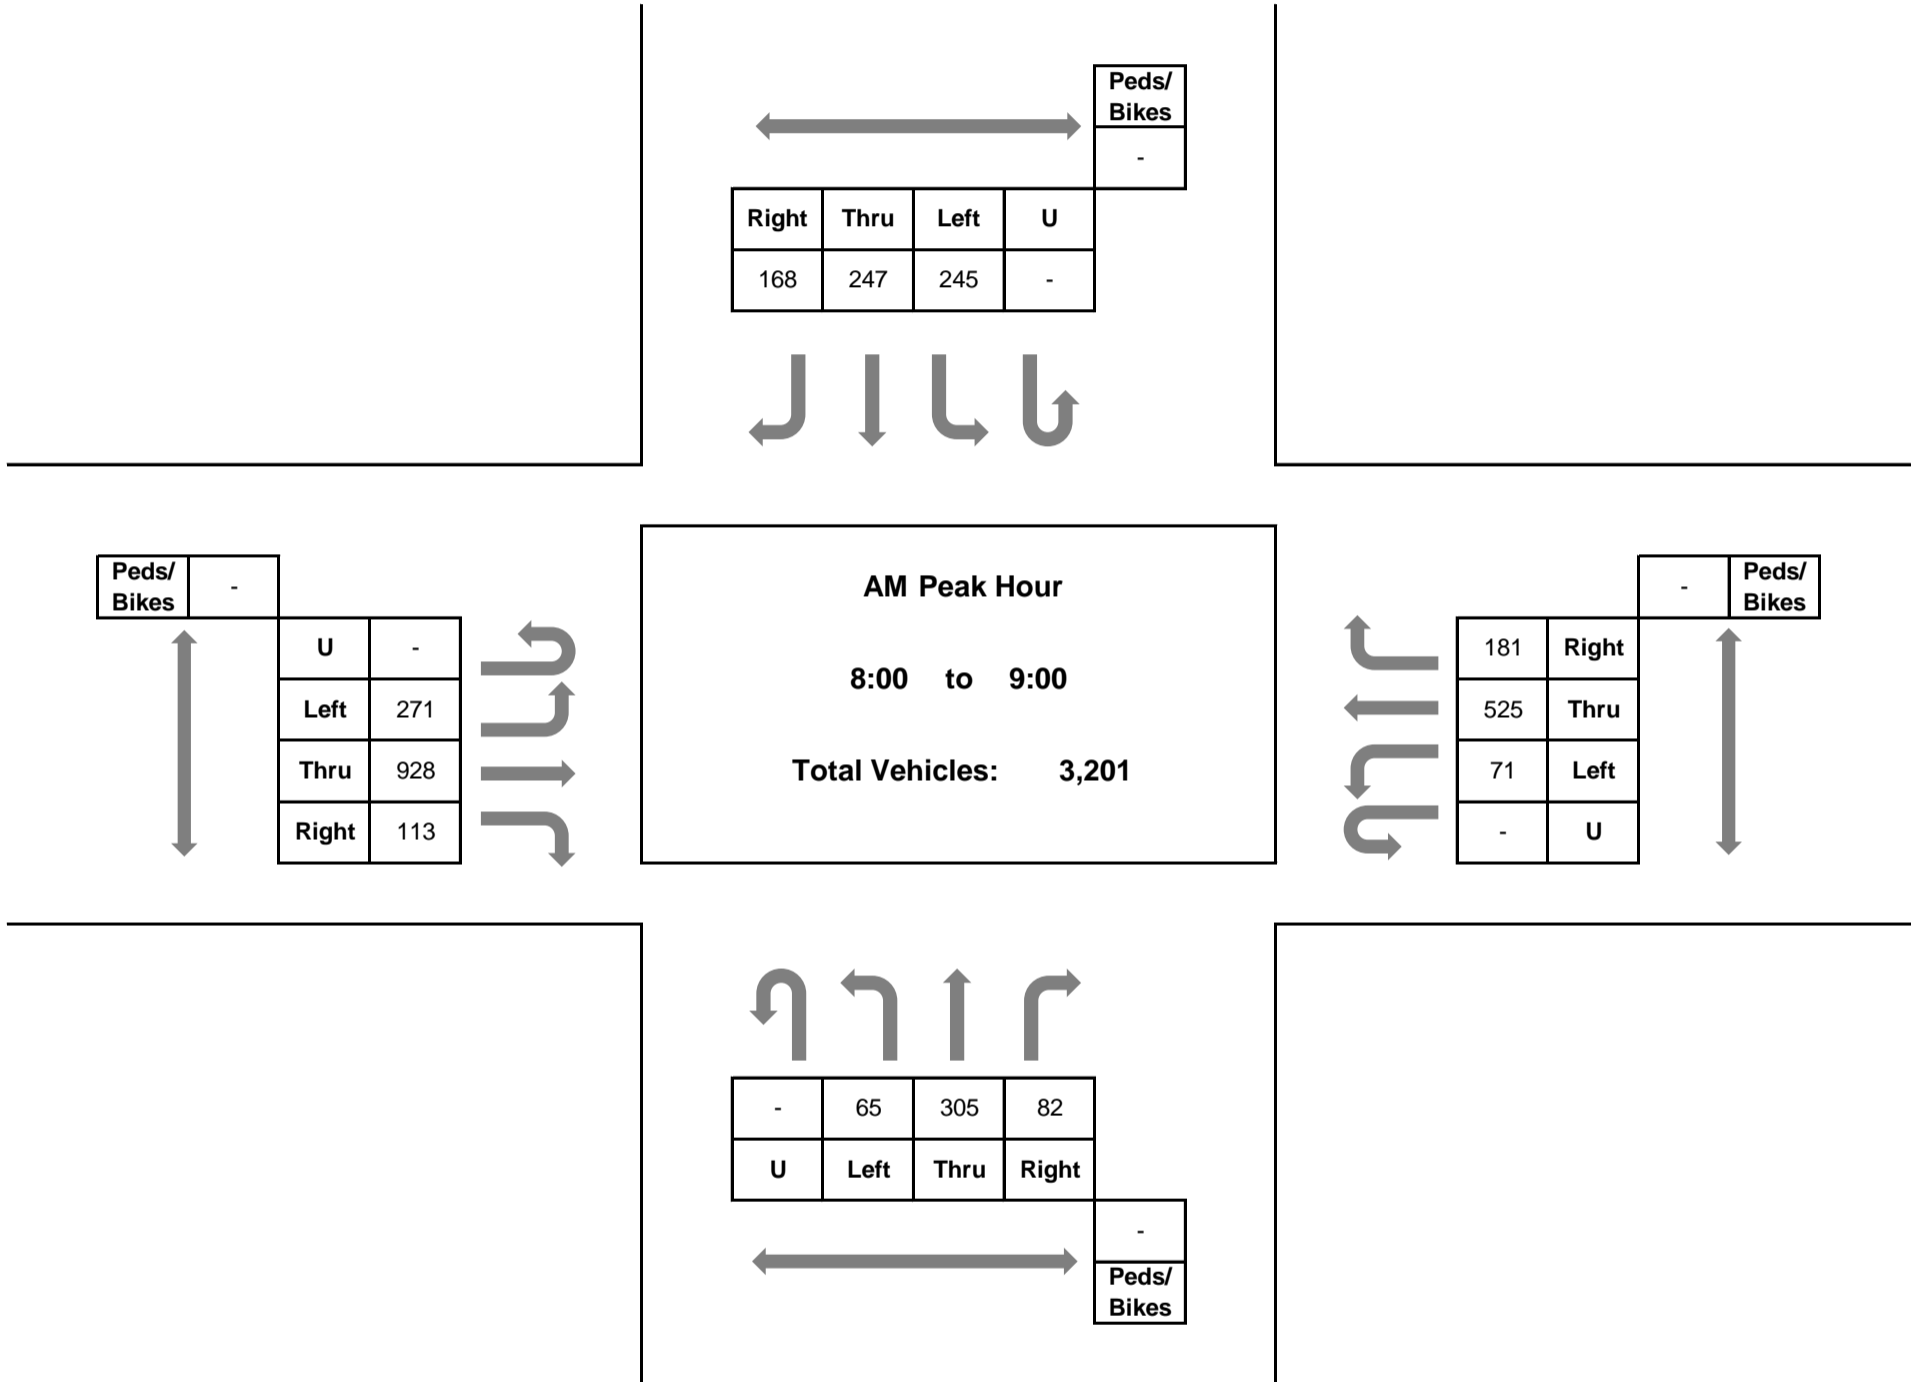 Peds/
Bikes
-
Right Thru Left U
168 247 245 -
Peds/
Bikes
-
U -
Left 271
Thru 928
Right 113
AM Peak Hour
8:00 to 9:00
Total Vehicles: 3,201
-
Peds/
Bikes
181 Right
525 Thru
71 Left
- U
- 65 305 82
U Left Thru Right
-
Peds/
Bikes